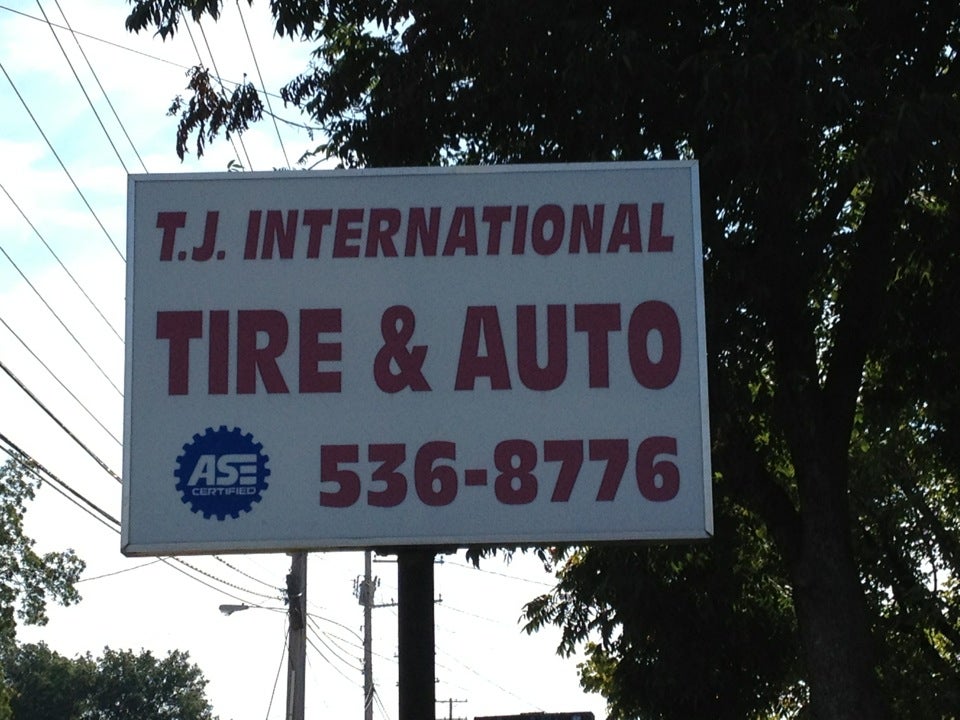 T.J. INTERNATIONAL
TIRE & AUTO
ASE
CERTIFIED
536-8776